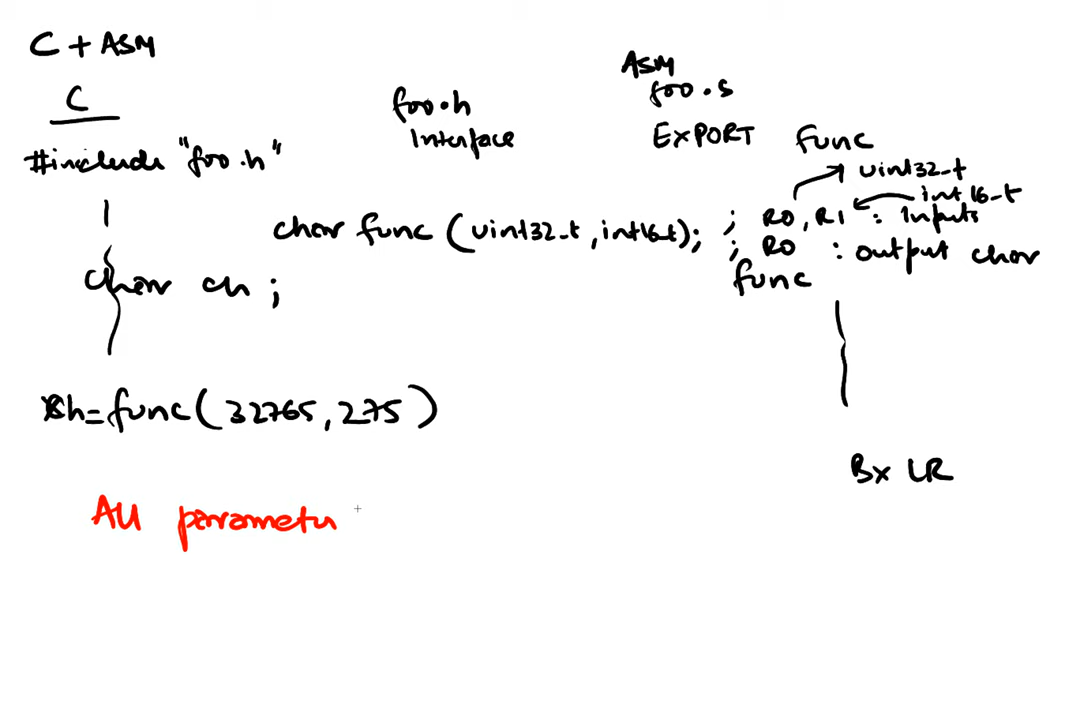 C + ASM
C
#include "foo.h"
char ch ;
ch=func(32765,275)
foo.h
Interface
char func (uint32_t,int16_t);
ASM
foo.s
EXPORT func
uint32_t
int16_t
; R0,R1 : Inputs
; R0 : output char
func
BX LR
All parameter